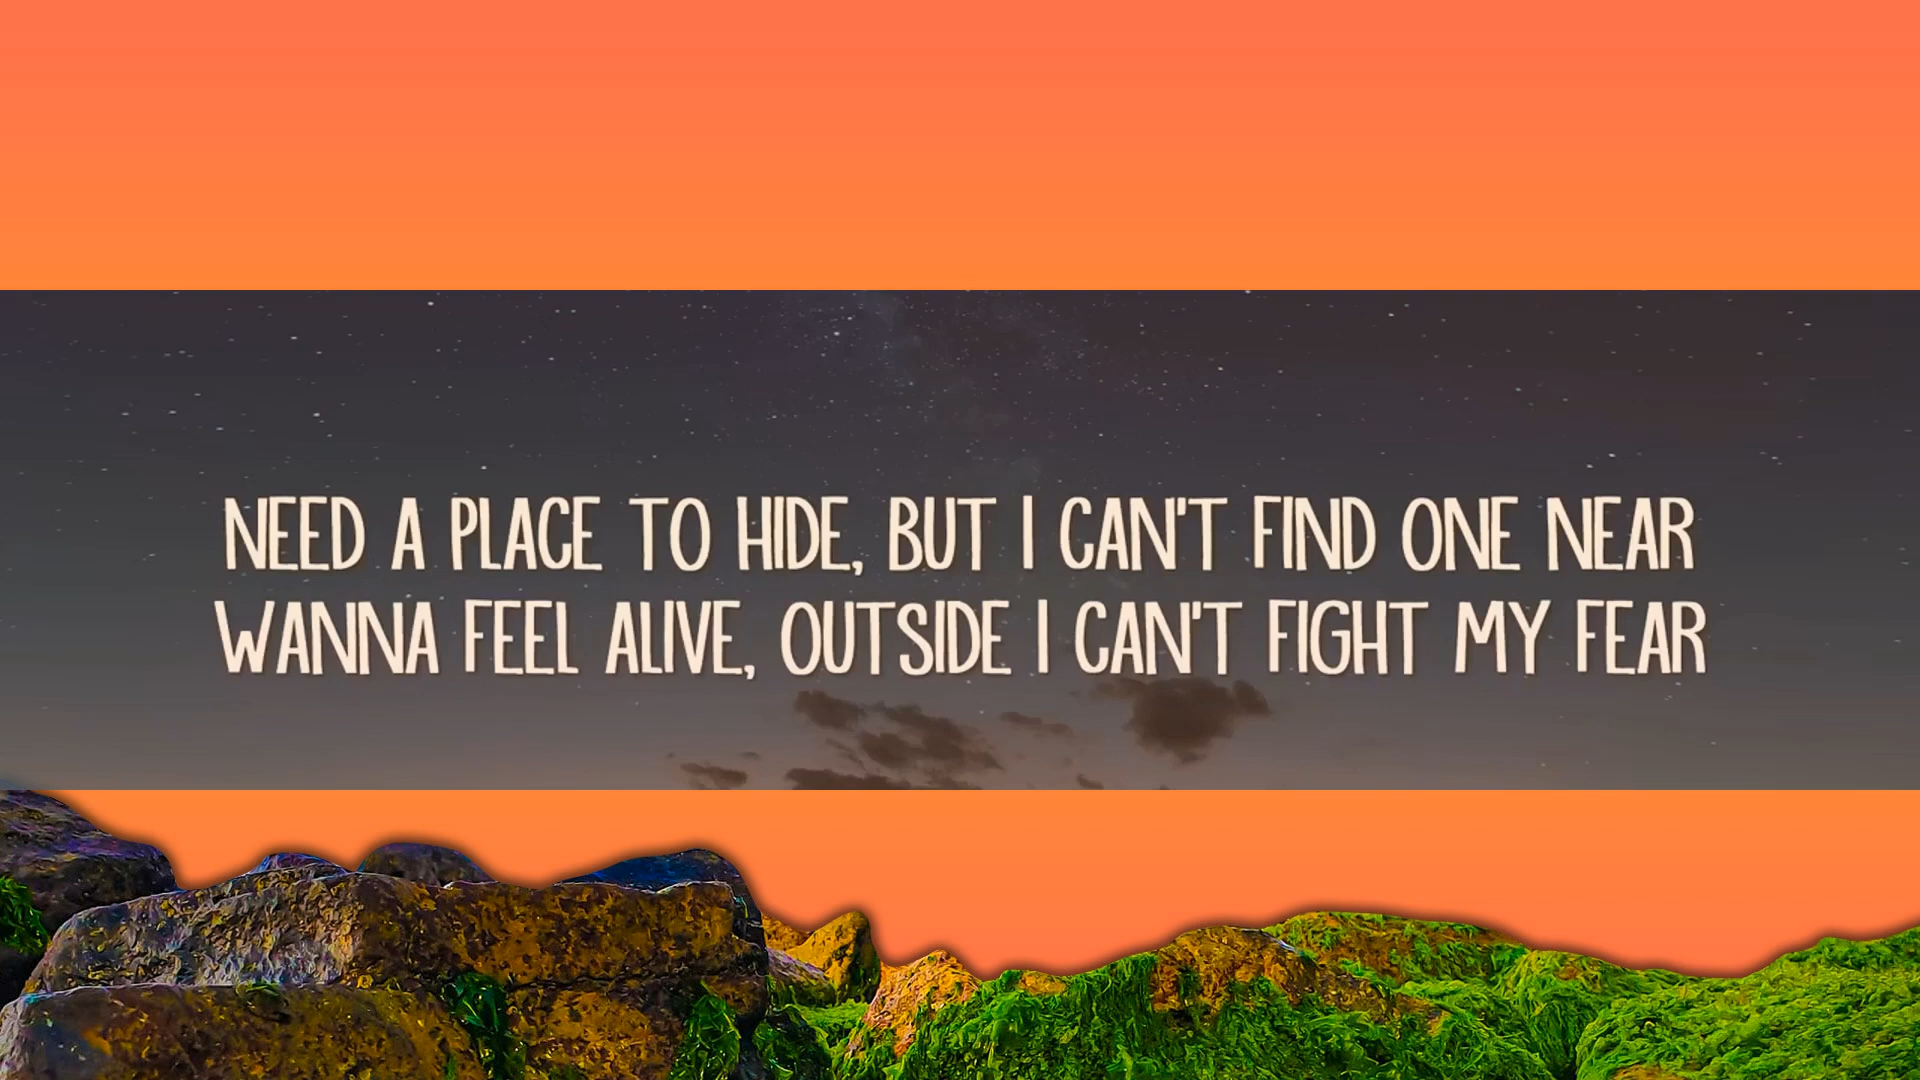 NEED A PLACE TO HIDE, BUT I CAN'T FIND ONE NEAR
WANNA FEEL ALIVE, OUTSIDE I CAN'T FIGHT MY FEAR